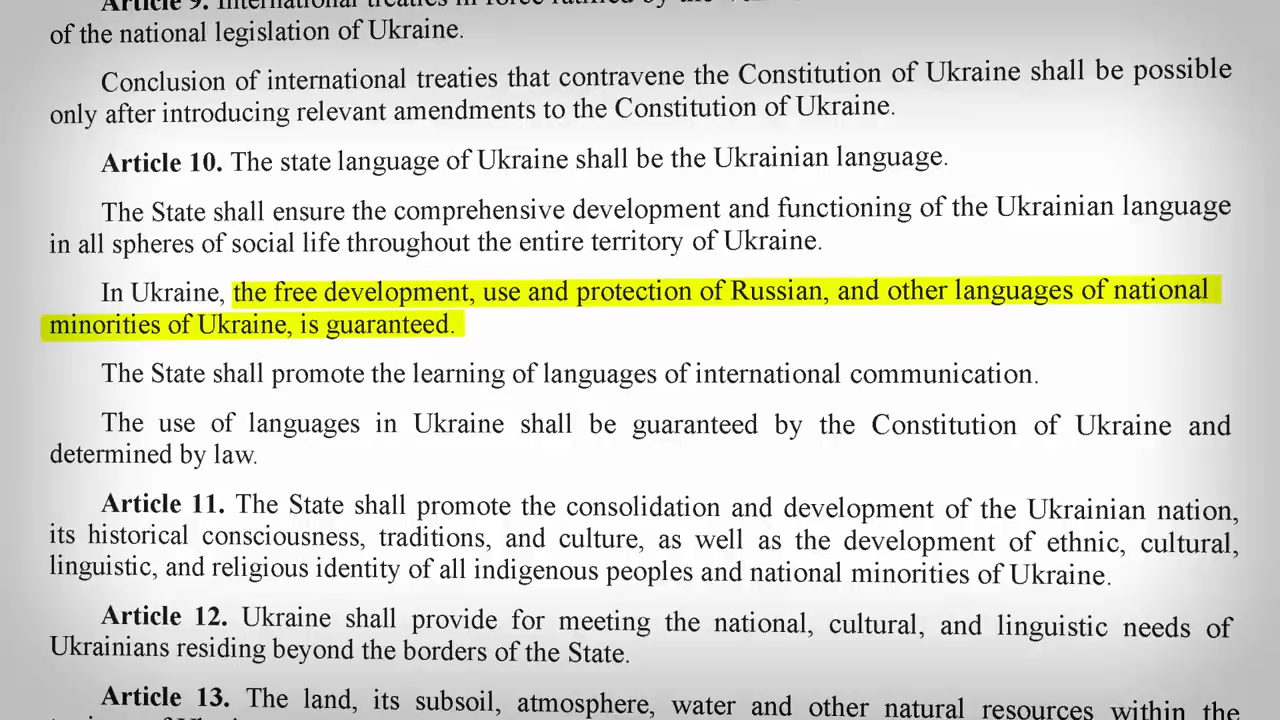 Article 9. International treaties in force ratified by the
of the national legislation of Ukraine.
Conclusion of international treaties that contravene the Constitution of Ukraine shall be possible
only after introducing relevant amendments to the Constitution of Ukraine.
Article 10. The state language of Ukraine shall be the Ukrainian language.
The State shall ensure the comprehensive development and functioning of the Ukrainian language
in all spheres of social life throughout the entire territory of Ukraine.
In Ukraine, the free development, use and protection of Russian, and other languages of national
minorities of Ukraine, is guaranteed.
The State shall promote the learning of languages of international communication.
The use of languages in Ukraine shall be guaranteed by the Constitution of Ukraine and
determined by law.
Article 11. The State shall promote the consolidation and development of the Ukrainian nation,
its historical consciousness, traditions, and culture, as well as the development of ethnic, cultural,
linguistic, and religious identity of all indigenous peoples and national minorities of Ukraine.
Article 12. Ukraine shall provide for meeting the national, cultural, and linguistic needs of
Ukrainians residing beyond the borders of the State.
Article 13. The land, its subsoil, atmosphere, water and other natural resources within the